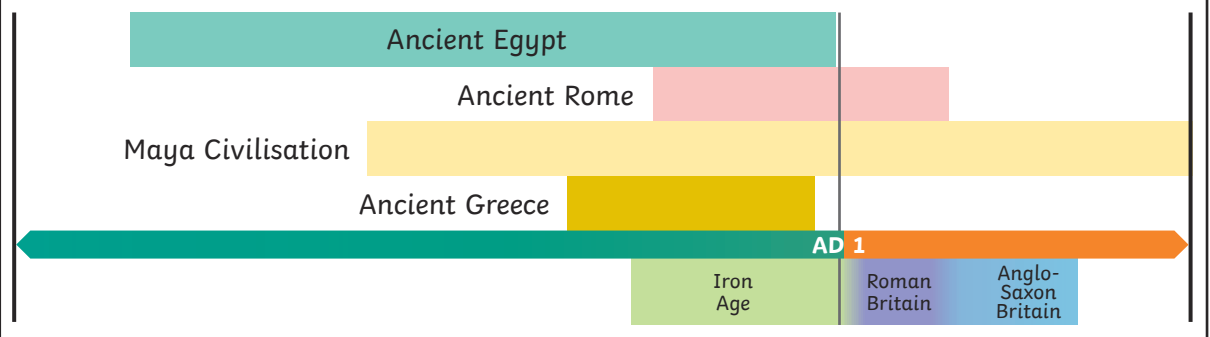 Ancient Egypt
Ancient Rome
Maya Civilisation
Ancient Greece
AD 1
Iron
Age
Roman
Britain
Anglo-
Saxon
Britain